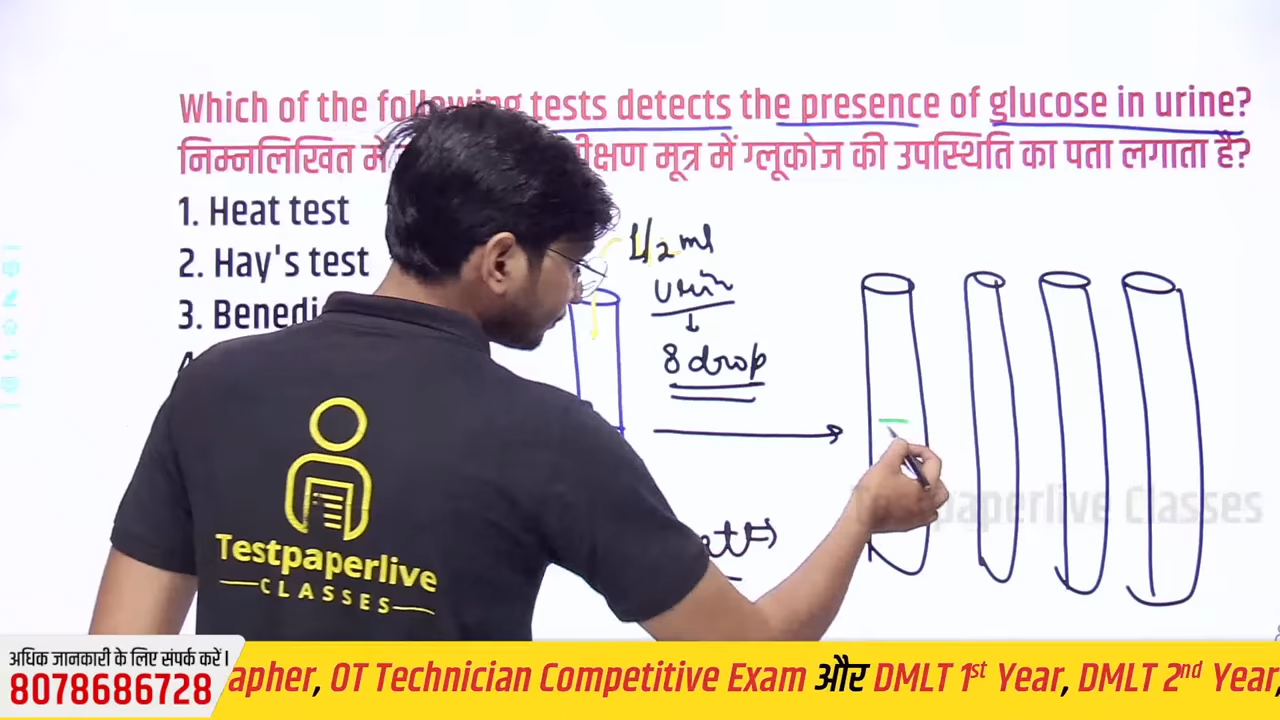 Which of the following tests detects the presence of glucose in urine?
निम्नलिखित में परीक्षण मूत्र में ग्लूकोज की उपस्थिति का पता लगाता है?
1. Heat test
2. Hay's test
3. Benedi
1/2 ml
urin
8 drop
Testpaperlive Classes
Testpaperlive
CLASSES
अधिक जानकारी के लिए संपर्क करें।
8078686728
apher, OT Technician Competitive Exam और DMLT 1st Year, DMLT 2nd Year,